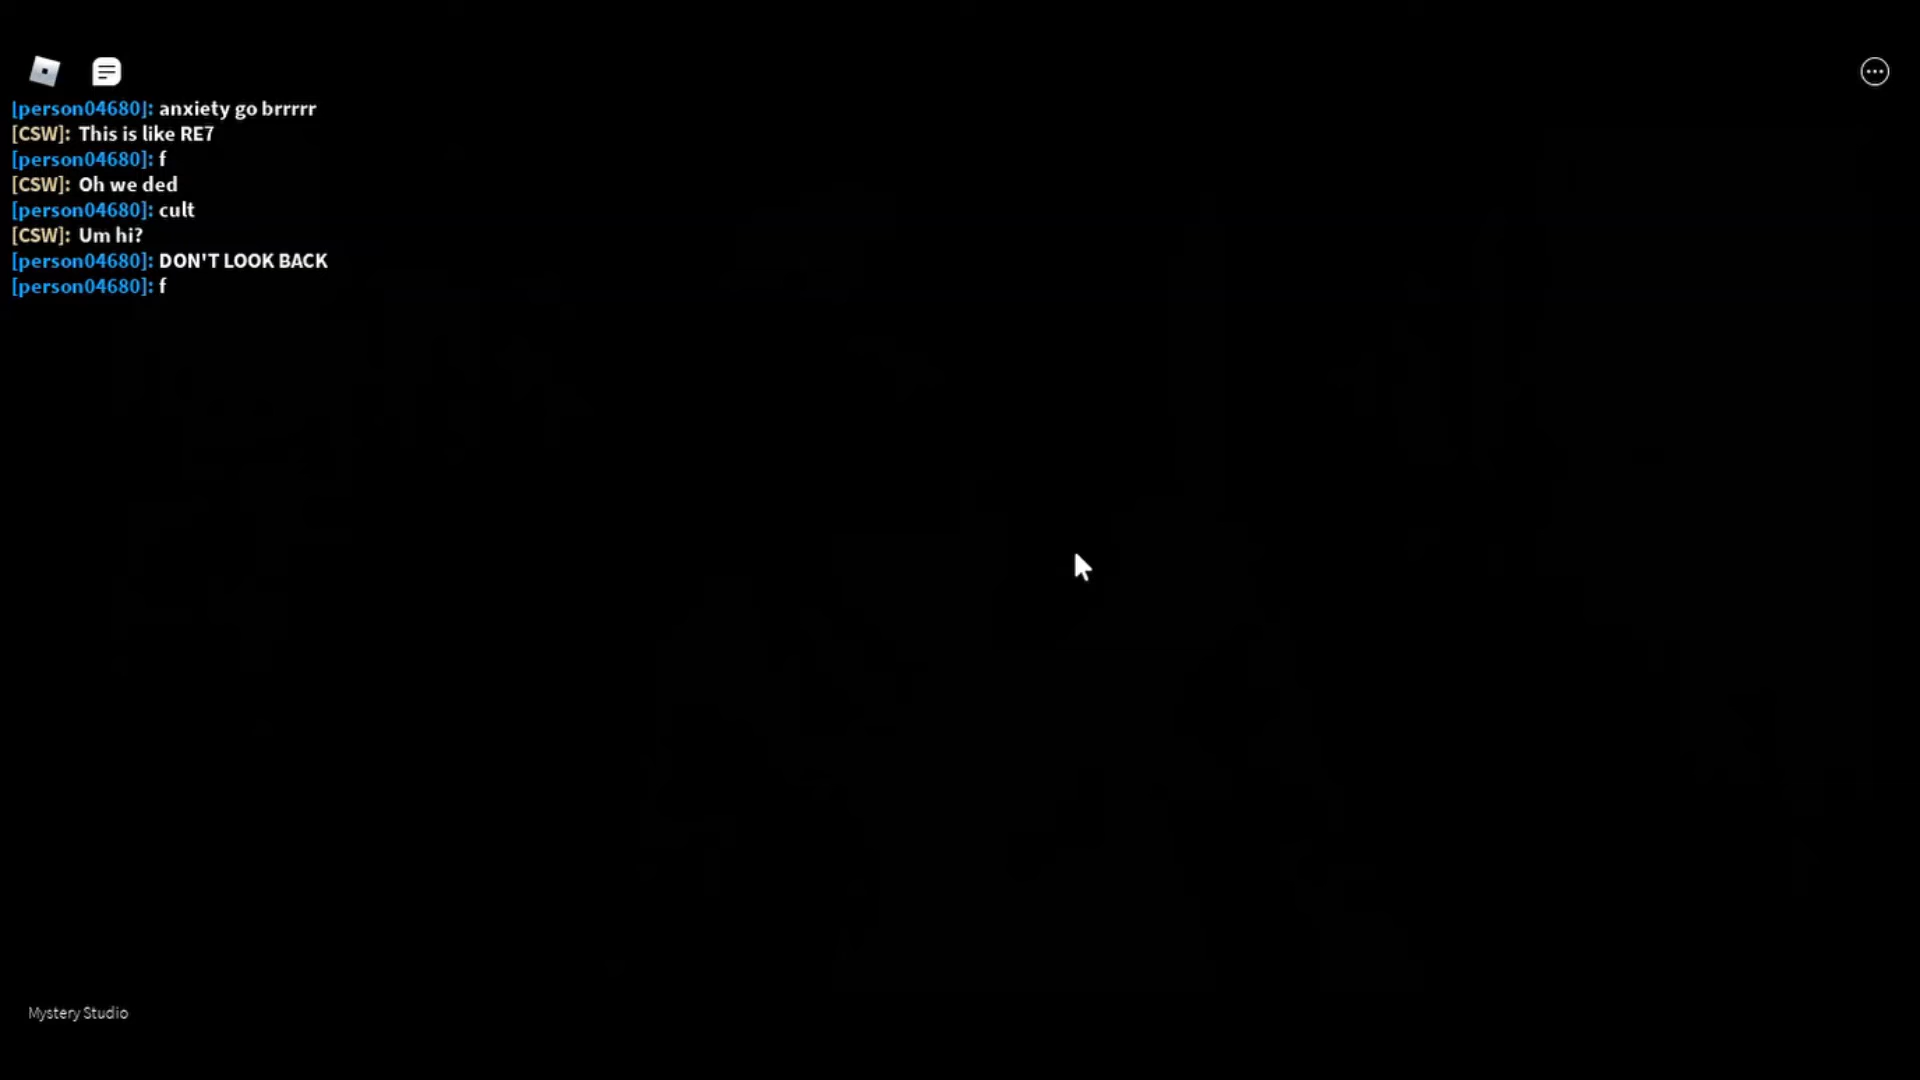 [person04680]: anxiety go brrrrr
[CSW]: This is like RE7
[person04680]: f
[CSW]: Oh we ded
[person04680]: cult
[CSW]: Um hi?
[person04680]: DON'T LOOK BACK
[person04680]: f
Mystery Studio